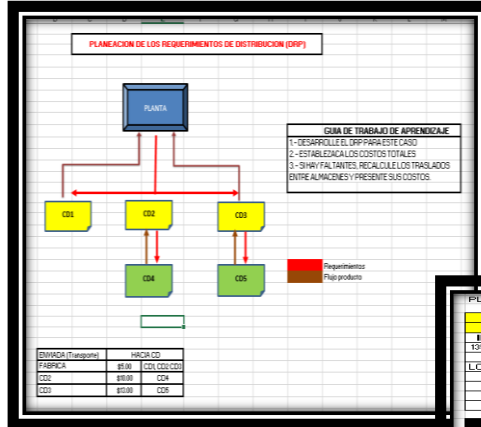 PLANEACION DE LOS REQUERIMIENTOS DE DISTRIBUCION (DRP)
PLANTA
GUIA DE TRABAJO DE APRENDIZAJE
1.- DESARROLLE EL DRP PARA ESTE CASO
2.- ESTABLEZACA LOS COSTOS TOTALES
3.- SI HAY FALTANTES, RECALCULE LOS TRASLADOS
ENTRE ALMACENES Y PRESENTE SUS COSTOS.
CD1 CD2 CD3
CD4 CD5
Requerimientos
Flujo producto
ENVIADA (Transporte) HACIA CD
FABRICA $5.00 CD1, CD2 CD3
CD2 $10.00 CD4
CD3 $12.00 CD5